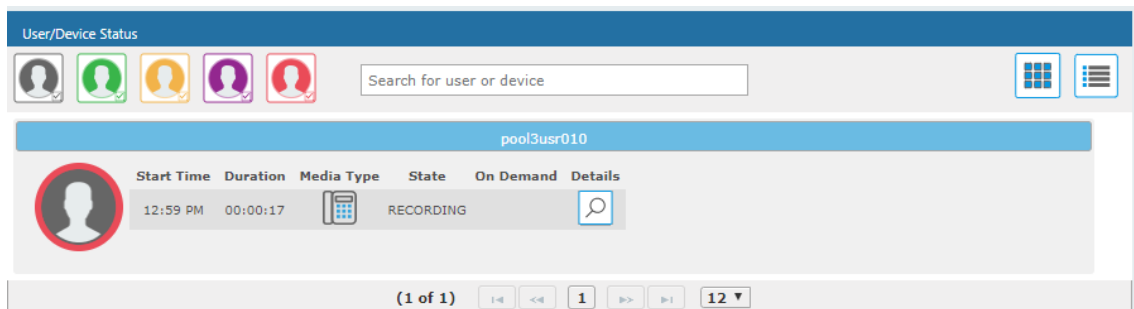 User/Device Status
Search for user or device
pool3usr010
Start Time Duration Media Type State On Demand Details
12:59 PM 00:00:17 RECORDING
(1 of 1) 1 12